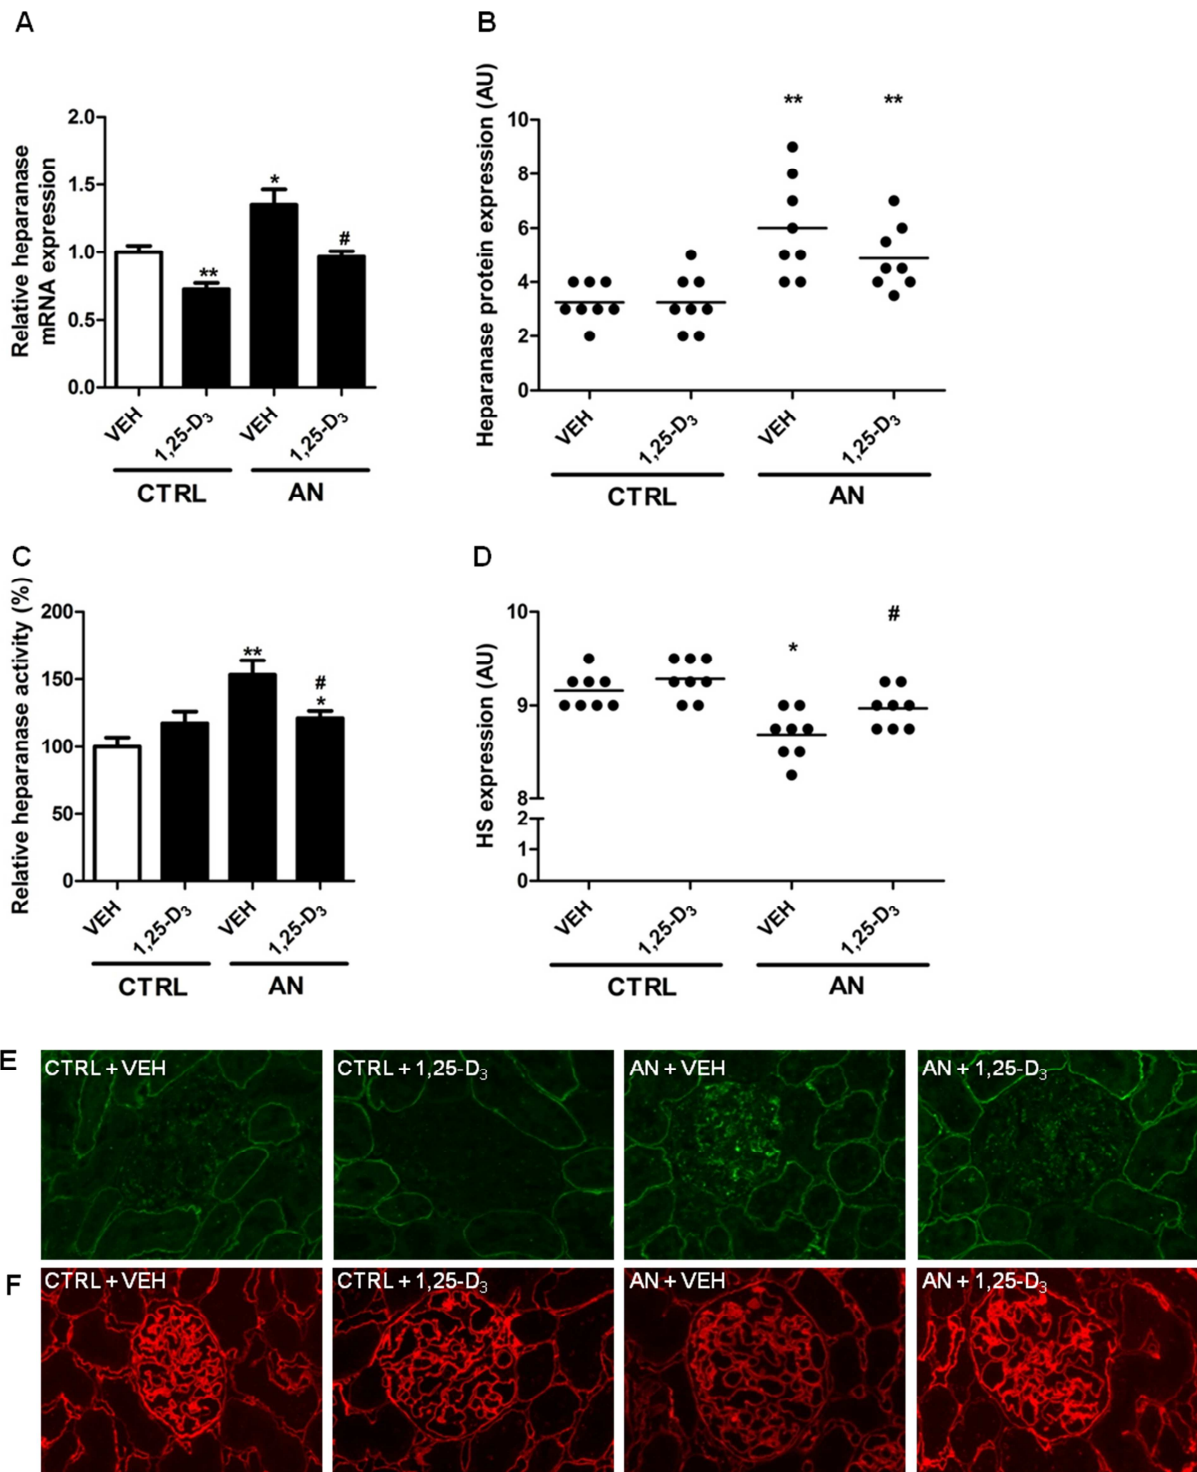 A
Relative heparanase
mRNA expression
2.0
1.5
1.0
0.5
0.0
*
**
#
VEH
1,25-D₃
VEH
1,25-D₃
CTRL
AN
B
Heparanase protein expression (AU)
10
8
6
4
2
0
**
**
VEH
1,25-D₃
VEH
1,25-D₃
CTRL
AN
C
Relative heparanase activity (%)
200
150
100
50
0
**
#
*
VEH
1,25-D₃
VEH
1,25-D₃
CTRL
AN
D
HS expression (AU)
10
9
8
2
1
0
*
#
VEH
1,25-D₃
VEH
1,25-D₃
CTRL
AN
E
CTRL + VEH
CTRL + 1,25-D₃
AN + VEH
AN + 1,25-D₃
F
CTRL + VEH
CTRL + 1,25-D₃
AN + VEH
AN + 1,25-D₃